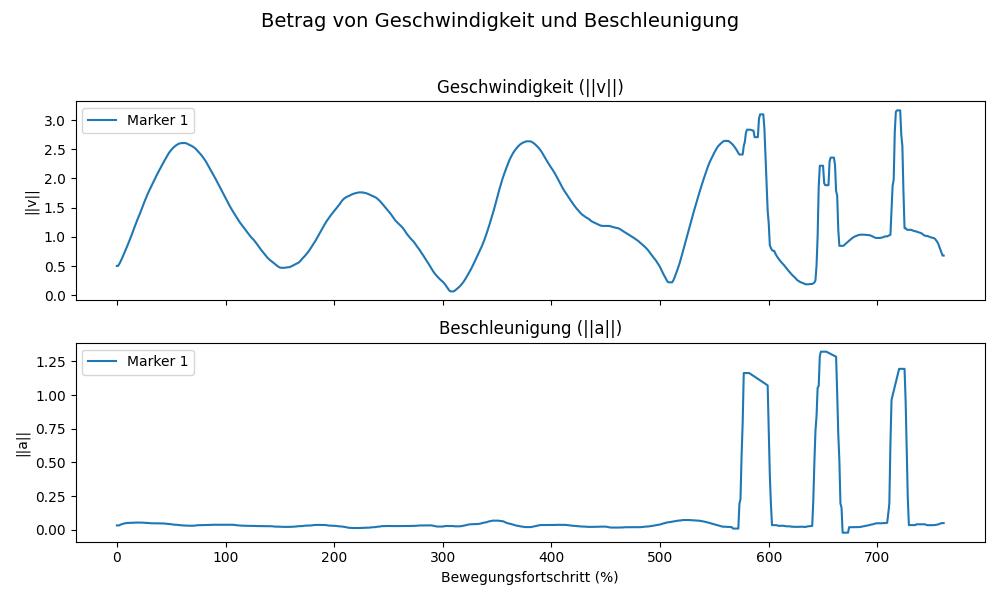 Betrag von Geschwindigkeit und Beschleunigung
Geschwindigkeit (||v||)
Marker 1
3.0
2.5
2.0
1.5
1.0
0.5
0.0
||v||
Beschleunigung (||a||)
Marker 1
1.25
1.00
0.75
0.50
0.25
0.00
||a||
0 100 200 300 400 500 600 700
Bewegungsfortschritt (%)